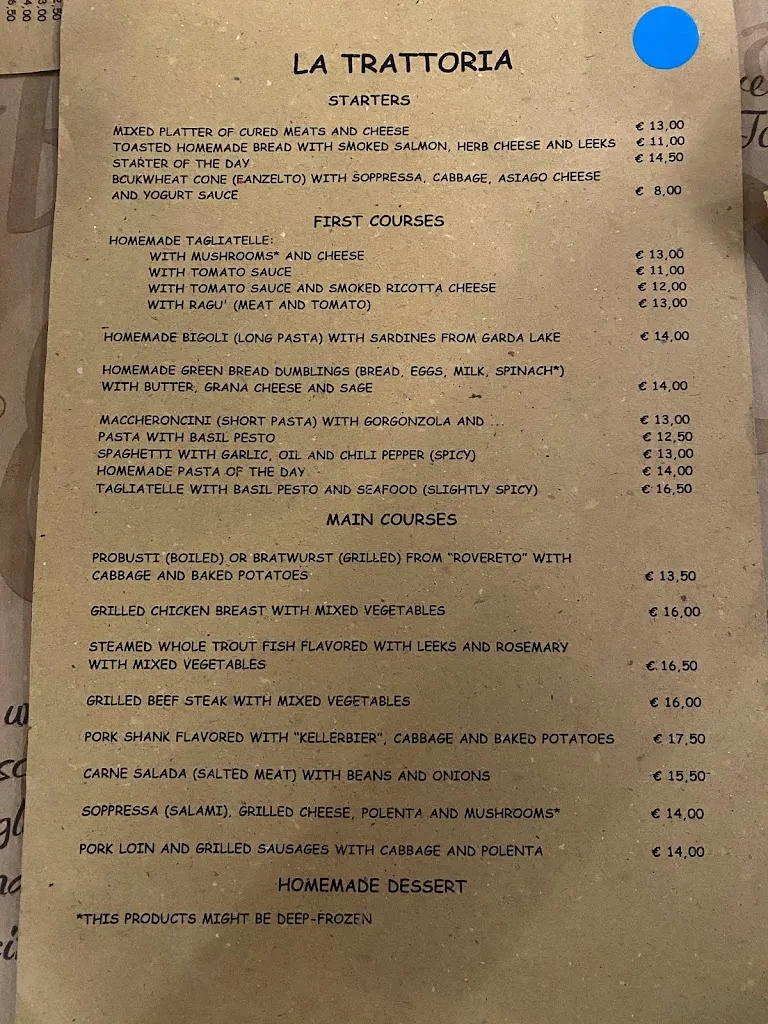 LA TRATTORIA
STARTERS
MIXED PLATTER OF CURED MEATS AND CHEESE € 13,00
TOASTED HOMEMADE BREAD WITH SMOKED SALMON, HERB CHEESE AND LEEKS € 11,00
STARTER OF THE DAY € 14,50
BCUKWHEAT CONE (FANZELTO) WITH SOPPRESSA, CABBAGE, ASIAGO CHEESE
AND YOGURT SAUCE € 8,00
FIRST COURSES
HOMEMADE TAGLIATELLE:
WITH MUSHROOMS* AND CHEESE € 13,00
WITH TOMATO SAUCE € 11,00
WITH TOMATO SAUCE AND SMOKED RICOTTA CHEESE € 12,00
WITH RAGU' (MEAT AND TOMATO) € 13,00
HOMEMADE BIGOLI (LONG PASTA) WITH SARDINES FROM GARDA LAKE € 14,00
HOMEMADE GREEN BREAD DUMBLINGS (BREAD, EGGS, MILK, SPINACH*)
WITH BUTTER, GRANA CHEESE AND SAGE € 14,00
MACCHERONCINI (SHORT PASTA) WITH GORGONZOLA AND ... € 13,00
PASTA WITH BASIL PESTO € 12,50
SPAGHETTI WITH GARLIC, OIL AND CHILI PEPPER (SPICY) € 13,00
HOMEMADE PASTA OF THE DAY € 14,00
TAGLIATELLE WITH BASIL PESTO AND SEAFOOD (SLIGHTLY SPICY) € 16,50
MAIN COURSES
PROBUSTI (BOILED) OR BRATWURST (GRILLED) FROM "ROVERETO" WITH
CABBAGE AND BAKED POTATOES € 13,50
GRILLED CHICKEN BREAST WITH MIXED VEGETABLES € 16,00
STEAMED WHOLE TROUT FISH FLAVORED WITH LEEKS AND ROSEMARY
WITH MIXED VEGETABLES € 16,50
GRILLED BEEF STEAK WITH MIXED VEGETABLES € 16,00
PORK SHANK FLAVORED WITH "KELLERBIER", CABBAGE AND BAKED POTATOES € 17,50
CARNE SALADA (SALTED MEAT) WITH BEANS AND ONIONS € 15,50
SOPPRESSA (SALAMI), GRILLED CHEESE, POLENTA AND MUSHROOMS* € 14,00
PORK LOIN AND GRILLED SAUSAGES WITH CABBAGE AND POLENTA € 14,00
HOMEMADE DESSERT
*THIS PRODUCTS MIGHT BE DEEP-FROZEN